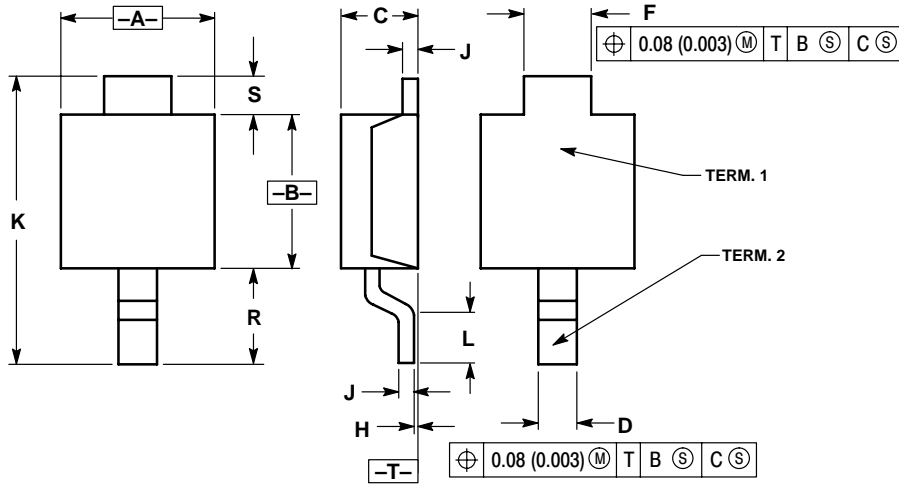 –A–
C
F
⌖ 0.08 (0.003) Ⓜ T B Ⓢ C Ⓢ
J
S
–B–
K
TERM. 1
TERM. 2
R
L
J
H
D
⌖ 0.08 (0.003) Ⓜ T B Ⓢ C Ⓢ
–T–